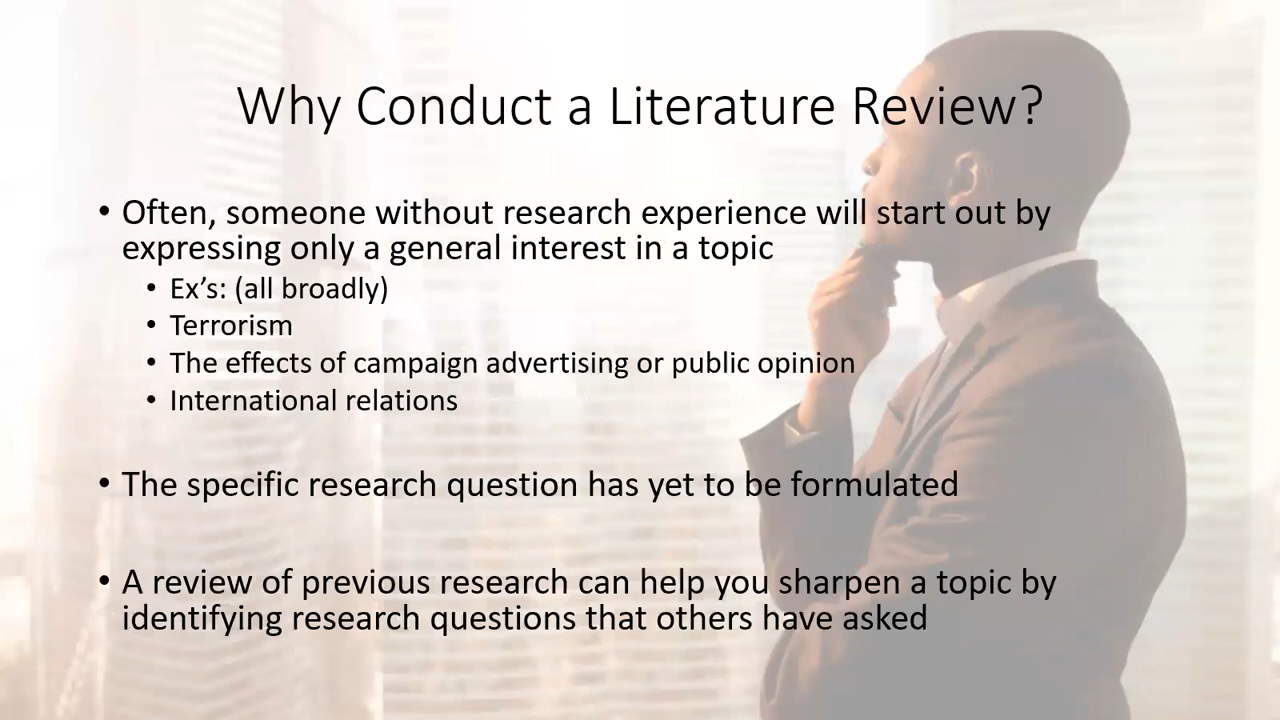 Why Conduct a Literature Review?
• Often, someone without research experience will start out by
expressing only a general interest in a topic
• Ex’s: (all broadly)
• Terrorism
• The effects of campaign advertising or public opinion
• International relations
• The specific research question has yet to be formulated
• A review of previous research can help you sharpen a topic by
identifying research questions that others have asked